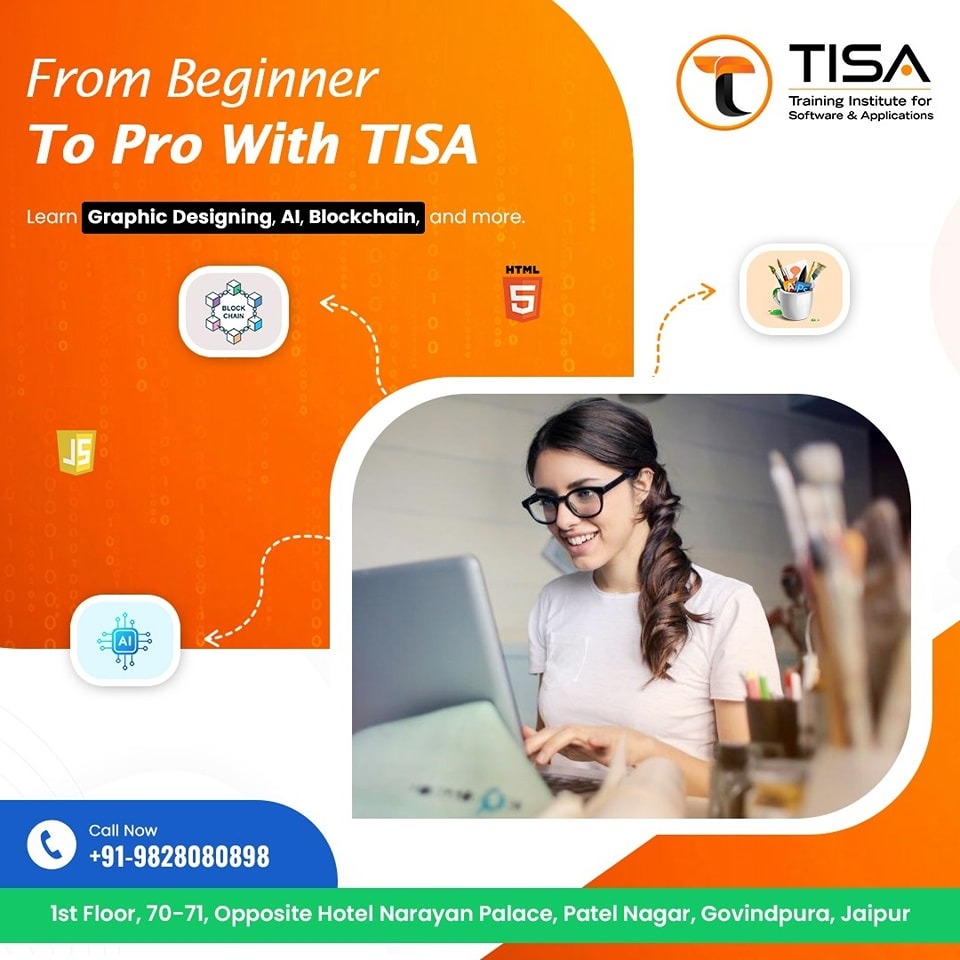 From Beginner
To Pro With TISA
TISA
Training Institute for
Software & Applications
Learn Graphic Designing, AI, Blockchain, and more.
HTML
5
BLOCK
CHAIN
JS
AI
Call Now
+91-9828080898
1st Floor, 70-71, Opposite Hotel Narayan Palace, Patel Nagar, Govindpura, Jaipur